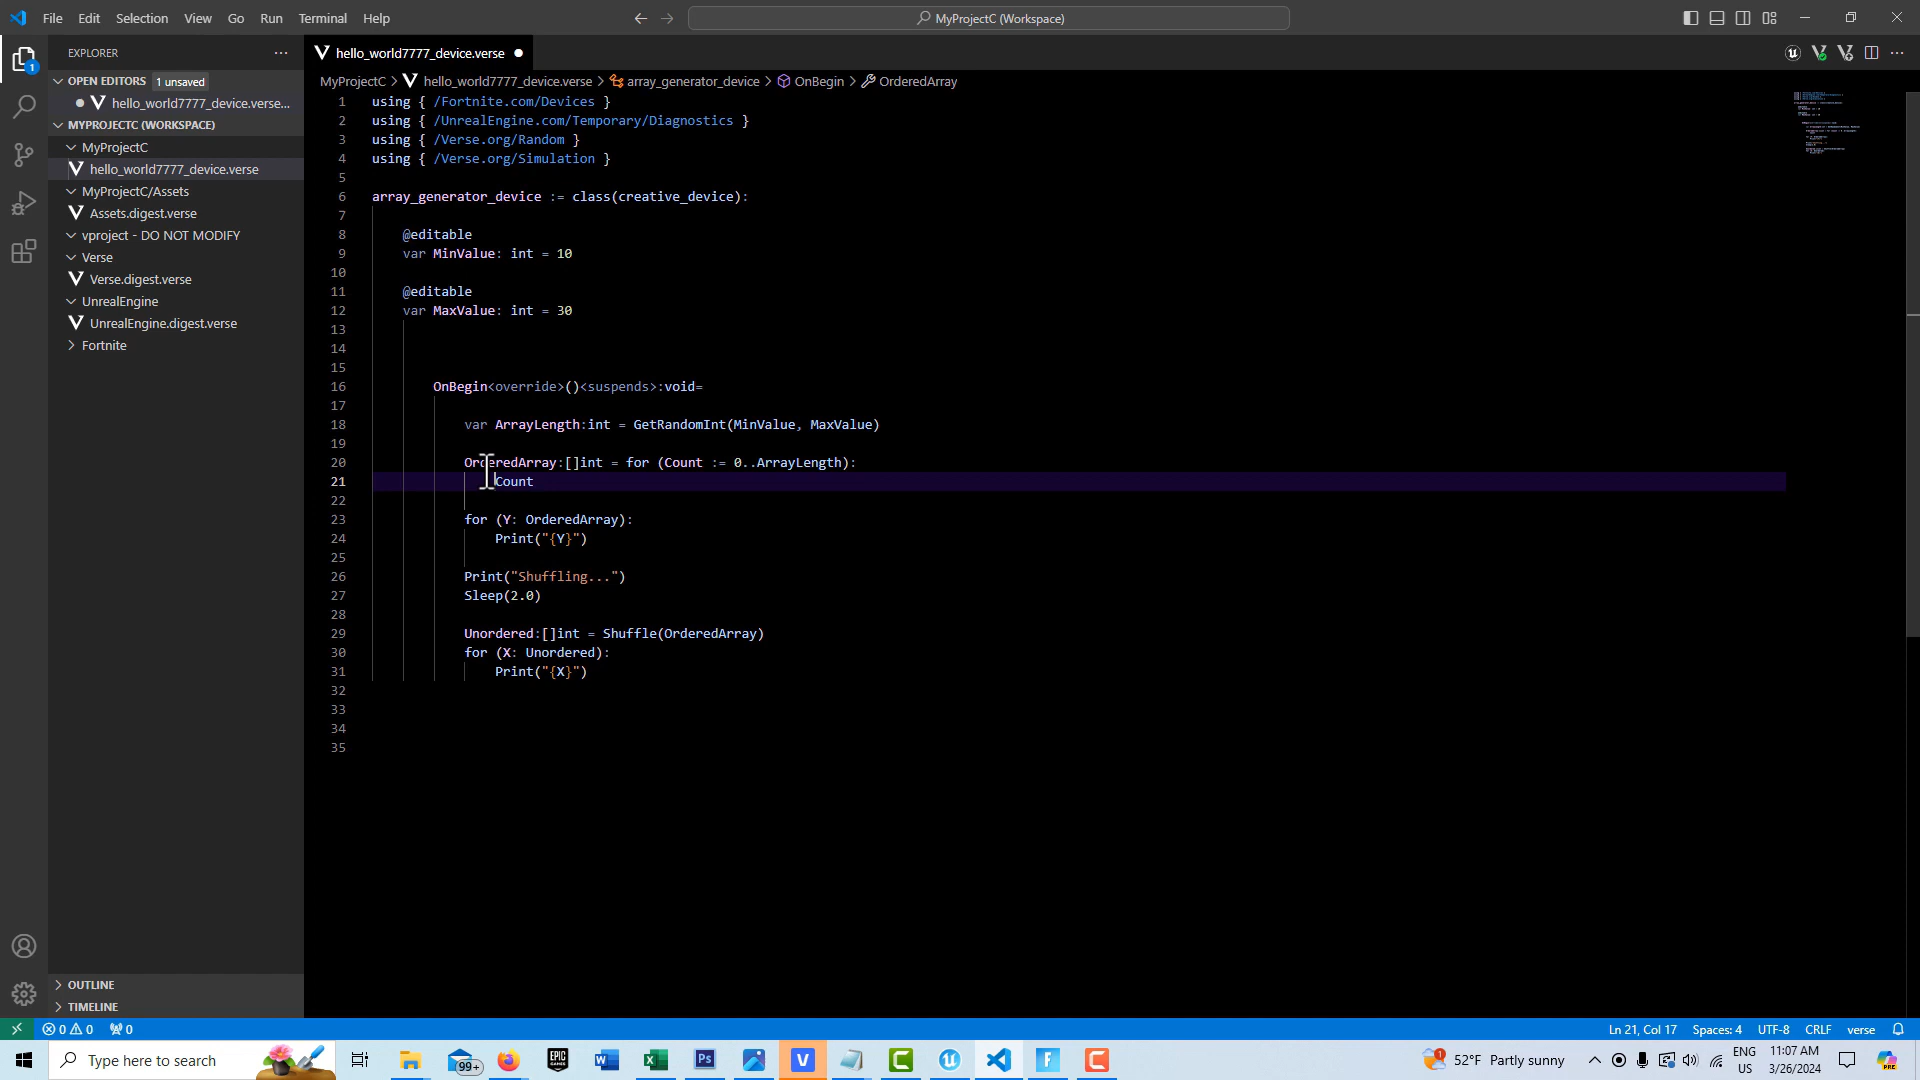 File Edit Selection View Go Run Terminal Help
MyProjectC (Workspace)
EXPLORER
hello_world7777_device.verse
OPEN EDITORS 1 unsaved
MyProjectC > hello_world7777_device.verse > array_generator_device > OnBegin > OrderedArray
hello_world7777_device.verse...
MYPROJECTC (WORKSPACE)
MyProjectC
hello_world7777_device.verse
MyProjectC/Assets
Assets.digest.verse
vproject - DO NOT MODIFY
Verse
Verse.digest.verse
UnrealEngine
UnrealEngine.digest.verse
Fortnite
OUTLINE
TIMELINE
1 using { /Fortnite.com/Devices }
2 using { /UnrealEngine.com/Temporary/Diagnostics }
3 using { /Verse.org/Random }
4 using { /Verse.org/Simulation }
5
6 array_generator_device := class(creative_device):
7
8 @editable
9 var MinValue: int = 10
10
11 @editable
12 var MaxValue: int = 30
13
14
15
16 OnBegin<override>()<suspends>:void=
17
18 var ArrayLength:int = GetRandomInt(MinValue, MaxValue)
19
20 OrderedArray:[]int = for (Count := 0..ArrayLength):
21 Count
22
23 for (Y: OrderedArray):
24 Print("{Y}")
25
26 Print("Shuffling...")
27 Sleep(2.0)
28
29 Unordered:[]int = Shuffle(OrderedArray)
30 for (X: Unordered):
31 Print("{X}")
32
33
34
35
0 0 0
Ln 21, Col 17 Spaces: 4 UTF-8 CRLF verse
Type here to search
99+
EPIC GAMES
52°F Partly sunny
ENG US
11:07 AM
3/26/2024